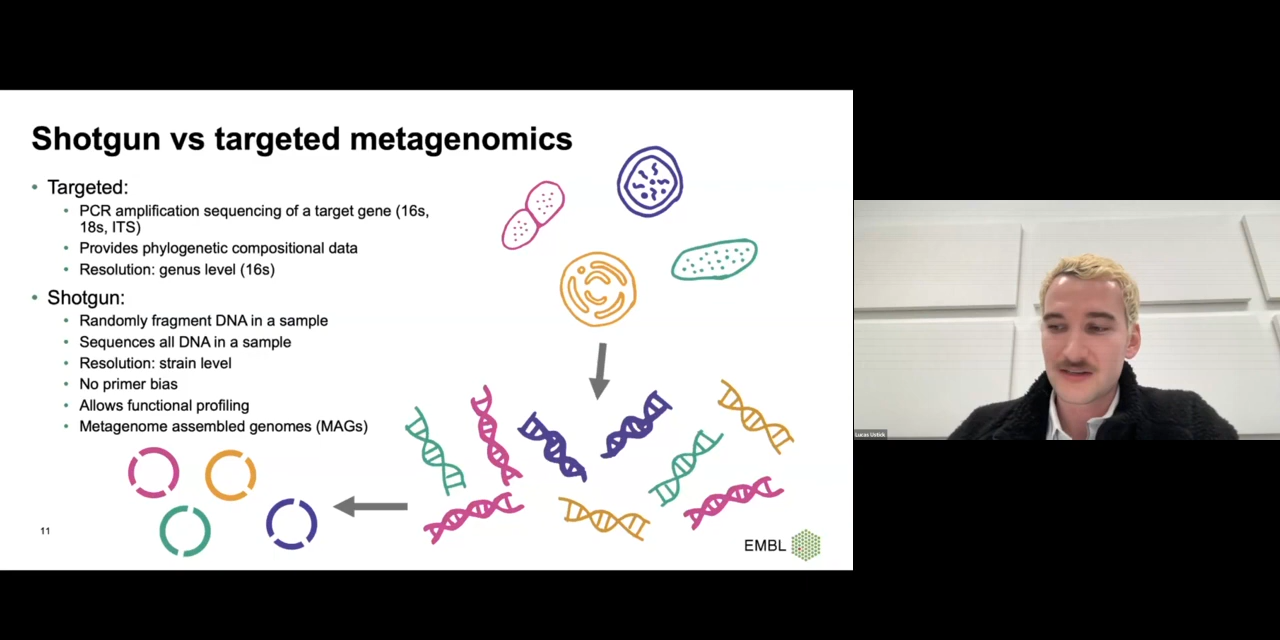 Shotgun vs targeted metagenomics
• Targeted:
• PCR amplification sequencing of a target gene (16s,
18s, ITS)
• Provides phylogenetic compositional data
• Resolution: genus level (16s)
• Shotgun:
• Randomly fragment DNA in a sample
• Sequences all DNA in a sample
• Resolution: strain level
• No primer bias
• Allows functional profiling
• Metagenome assembled genomes (MAGs)
11
EMBL
Lucas Ustick